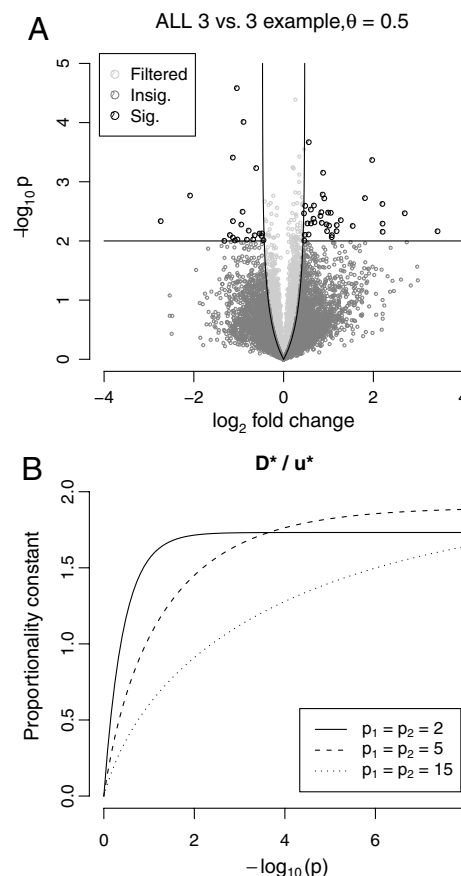 A
ALL 3 vs. 3 example,θ = 0.5
Filtered
Insig.
Sig.
-log10 p
5
4
3
2
1
0
−4
−2
0
2
4
log2 fold change
B
D* / u*
Proportionality constant
2.0
1.5
1.0
0.5
0.0
p1 = p2 = 2
p1 = p2 = 5
p1 = p2 = 15
0
2
4
6
−log10(p)